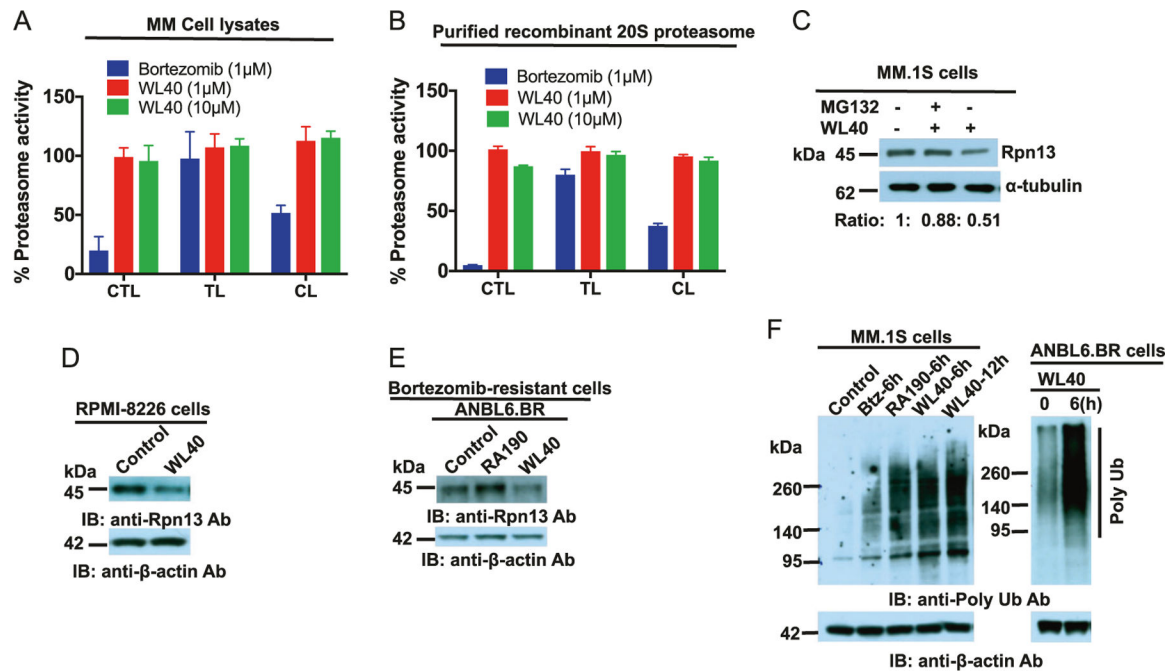 A
MM Cell lysates
Bortezomib (1μM)
WL40 (1μM)
WL40 (10μM)
% Proteasome activity
150
100
50
0
CTL TL CL
B
Purified recombinant 20S proteasome
Bortezomib (1μM)
WL40 (1μM)
WL40 (10μM)
% Proteasome activity
150
100
50
0
CTL TL CL
C
MM.1S cells
MG132 - + -
WL40 - + +
kDa
45 Rpn13
62 α-tubulin
Ratio: 1: 0.88: 0.51
D
RPMI-8226 cells
Control WL40
kDa
45
IB: anti-Rpn13 Ab
42
IB: anti-β-actin Ab
E
Bortezomib-resistant cells
ANBL6.BR
Control RA190 WL40
kDa
45
IB: anti-Rpn13 Ab
42
IB: anti-β-actin Ab
F
MM.1S cells
Control Btz-6h RA190-6h WL40-6h WL40-12h
kDa
260
140
95
ANBL6.BR cells
WL40
0 6(h)
kDa
260
140
95
Poly Ub
IB: anti-Poly Ub Ab
42
IB: anti-β-actin Ab